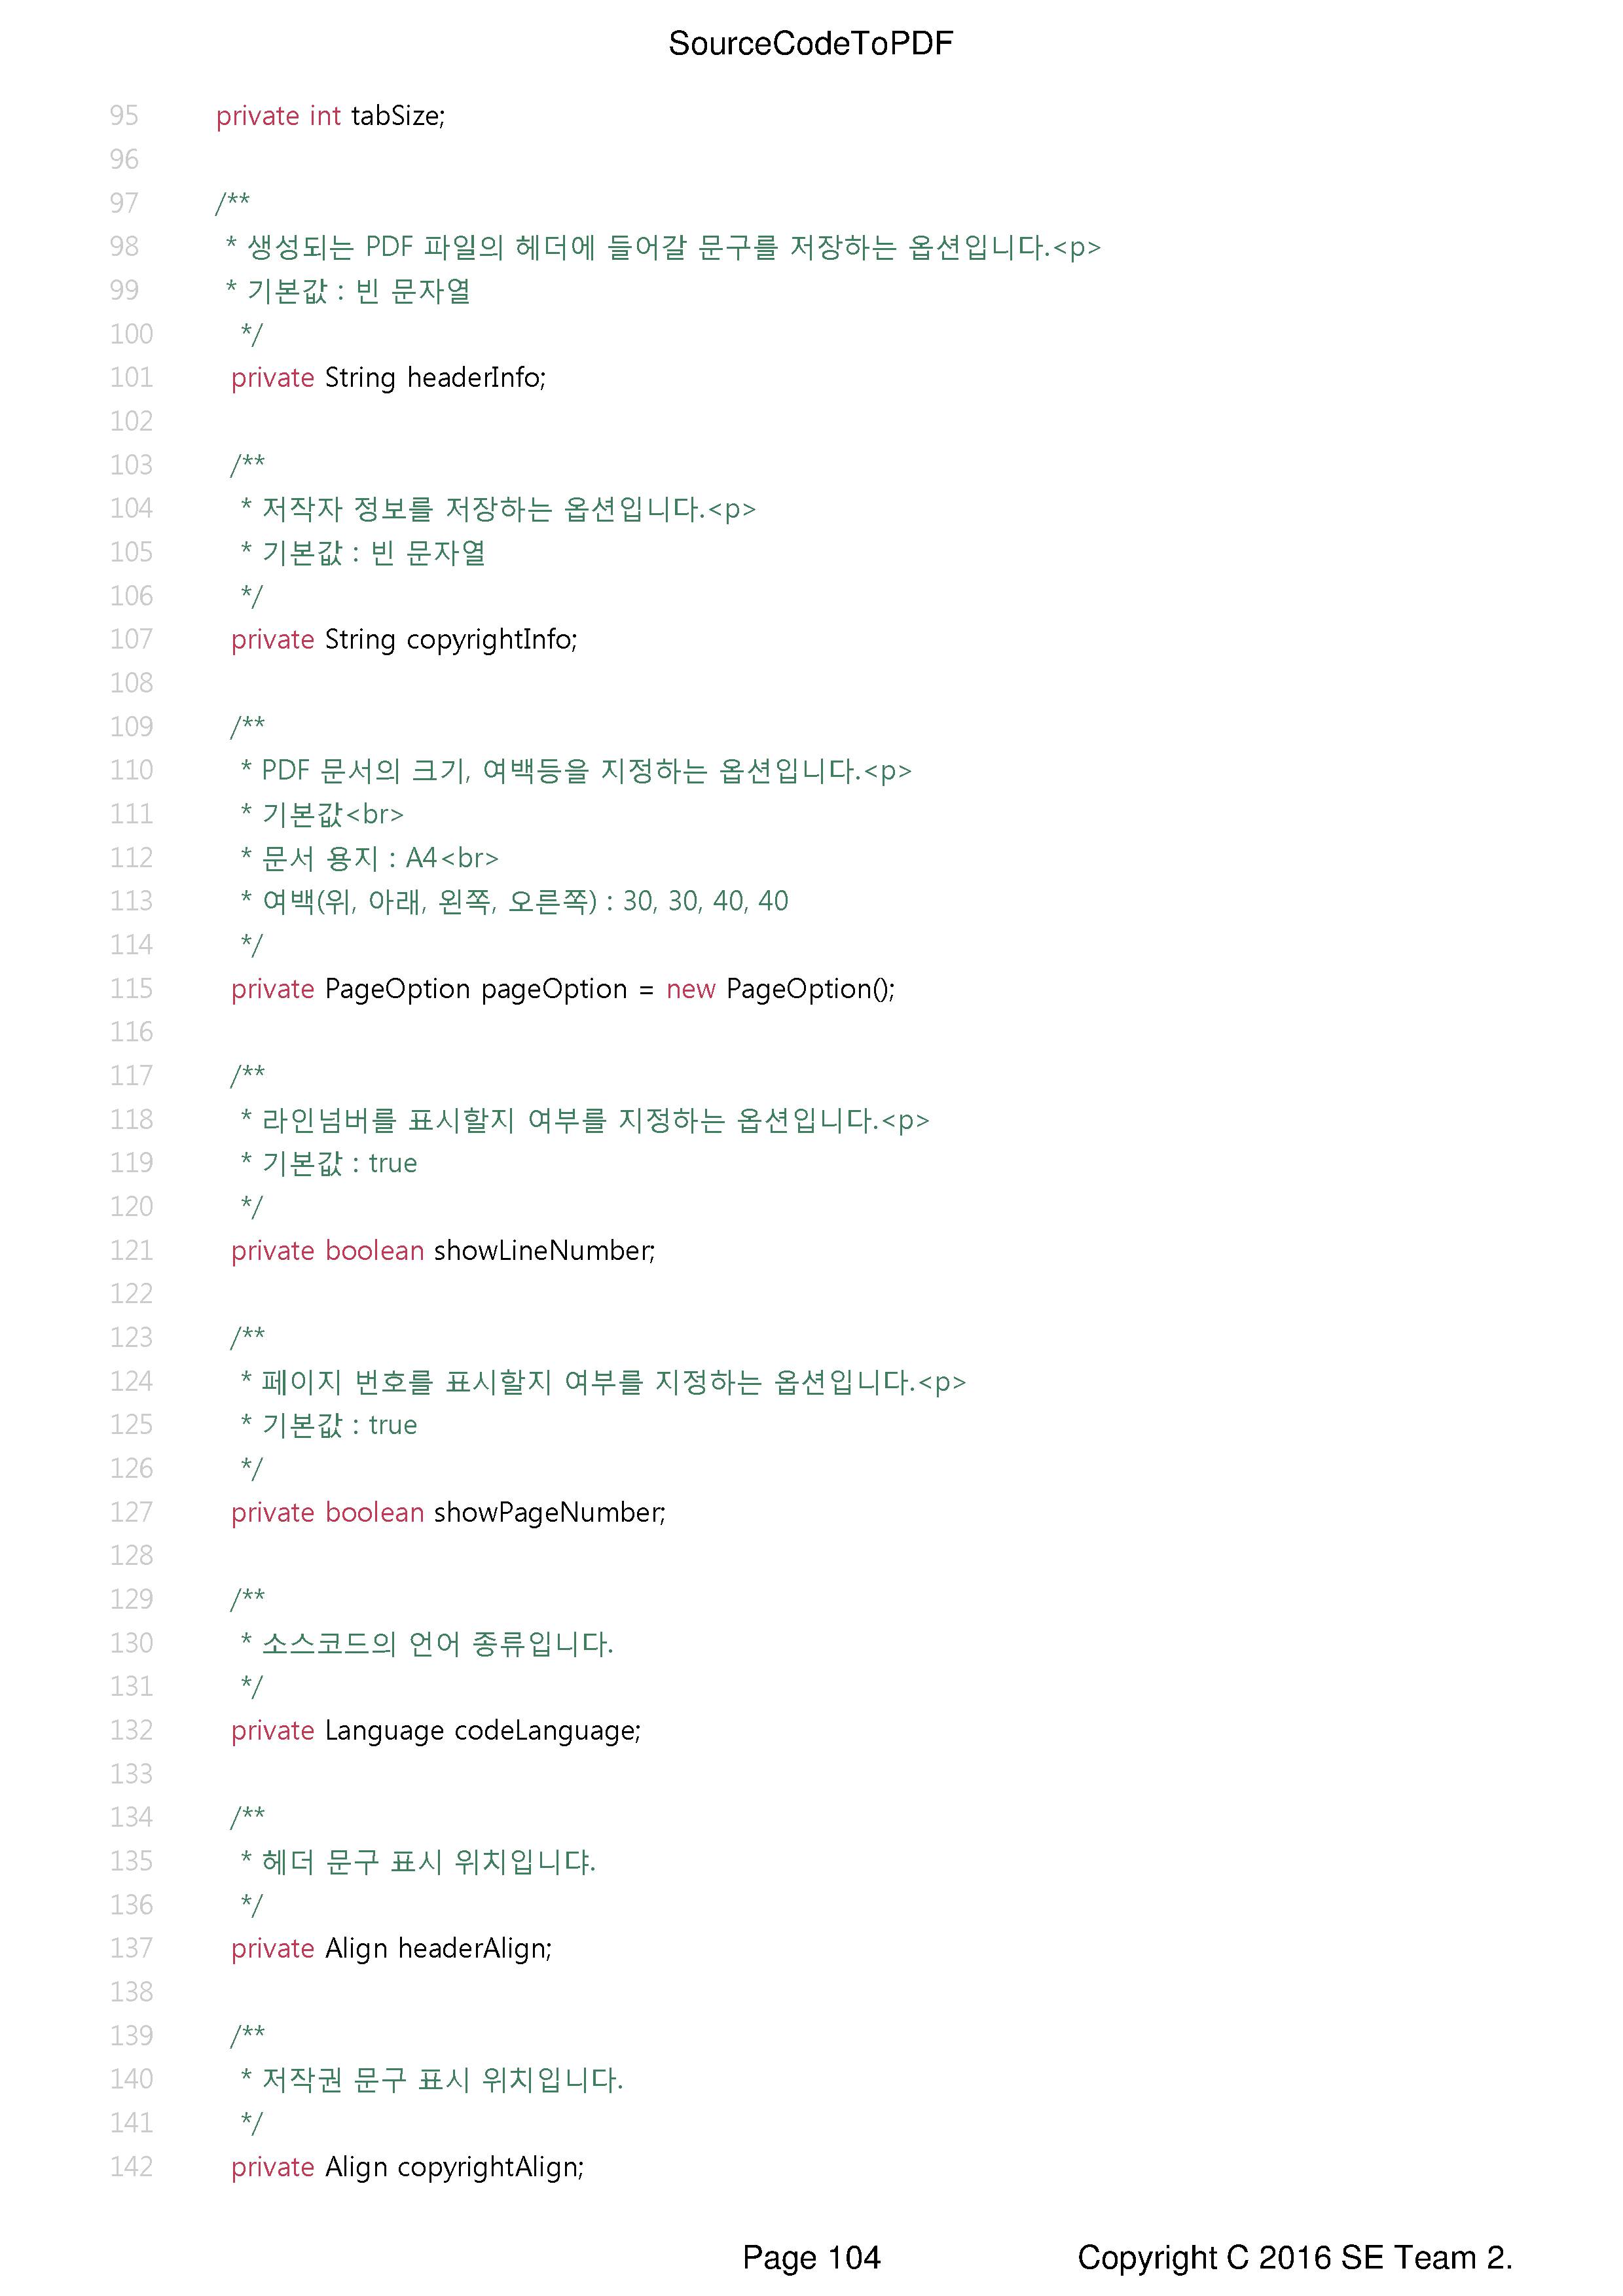 SourceCodeToPDF
95 private int tabSize;
96
97 /**
98 * 생성되는 PDF 파일의 헤더에 들어갈 문구를 저장하는 옵션입니다.<p>
99 * 기본값 : 빈 문자열
100 */
101 private String headerInfo;
102
103 /**
104 * 저작자 정보를 저장하는 옵션입니다.<p>
105 * 기본값 : 빈 문자열
106 */
107 private String copyrightInfo;
108
109 /**
110 * PDF 문서의 크기, 여백등을 지정하는 옵션입니다.<p>
111 * 기본값<br>
112 * 문서 용지 : A4<br>
113 * 여백(위, 아래, 왼쪽, 오른쪽) : 30, 30, 40, 40
114 */
115 private PageOption pageOption = new PageOption();
116
117 /**
118 * 라인넘버를 표시할지 여부를 지정하는 옵션입니다.<p>
119 * 기본값 : true
120 */
121 private boolean showLineNumber;
122
123 /**
124 * 페이지 번호를 표시할지 여부를 지정하는 옵션입니다.<p>
125 * 기본값 : true
126 */
127 private boolean showPageNumber;
128
129 /**
130 * 소스코드의 언어 종류입니다.
131 */
132 private Language codeLanguage;
133
134 /**
135 * 헤더 문구 표시 위치입니댜.
136 */
137 private Align headerAlign;
138
139 /**
140 * 저작권 문구 표시 위치입니다.
141 */
142 private Align copyrightAlign;
Page 104 Copyright C 2016 SE Team 2.